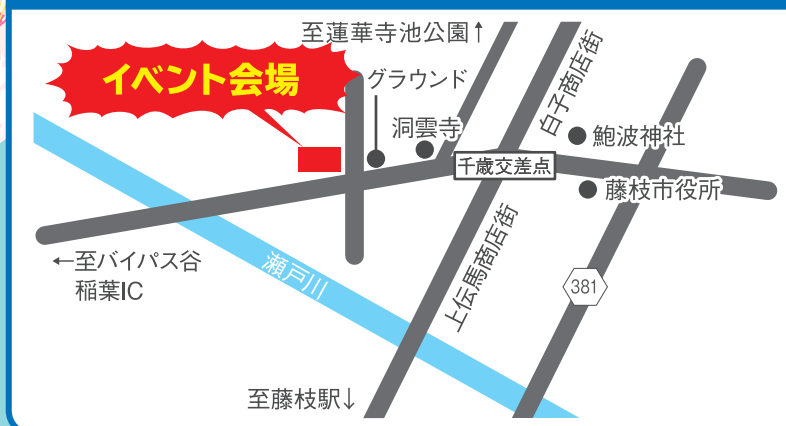 至蓮華寺池公園↑
イベント会場
グラウンド
白子商店街
洞雲寺
鮑波神社
千歳交差点
藤枝市役所
←至バイパス谷
稲葉IC
瀬戸川
上伝馬商店街
381
至藤枝駅↓